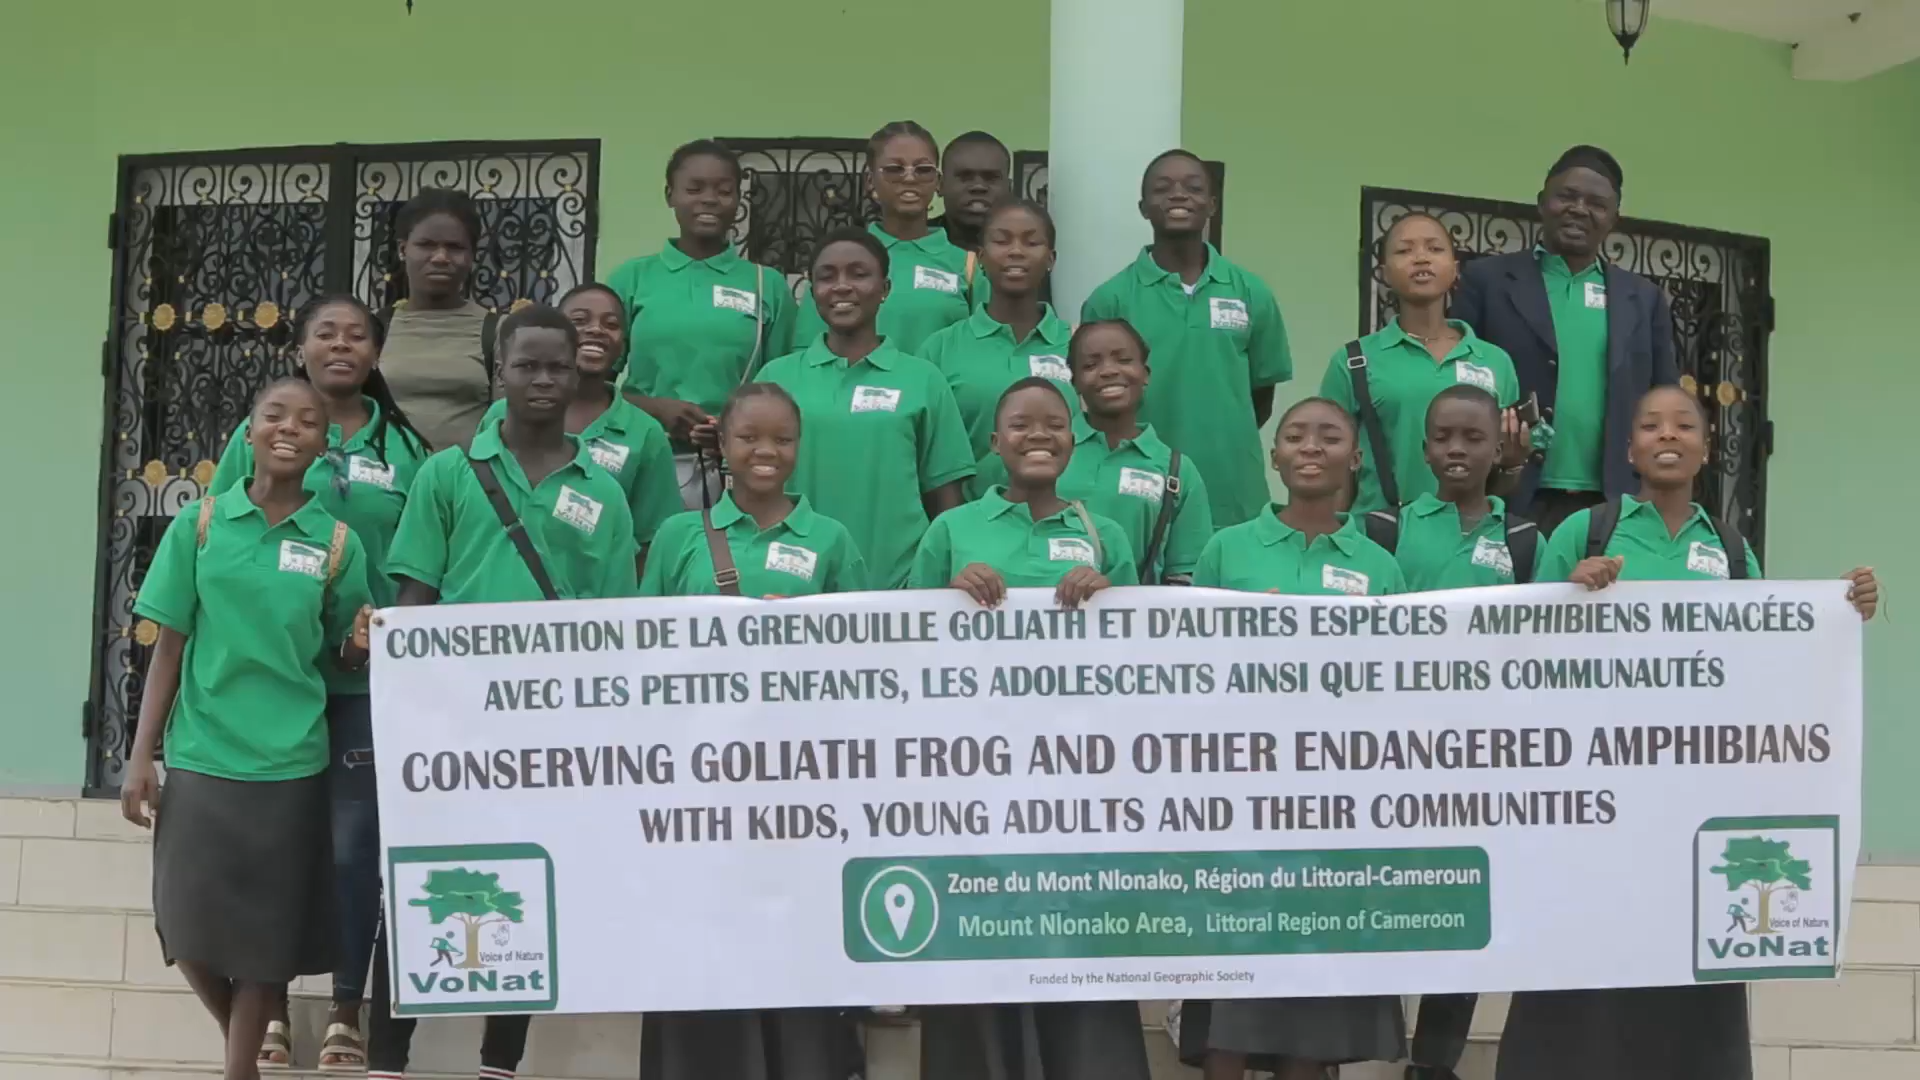 CONSERVATION DE LA GRENOUILLE GOLIATH ET D'AUTRES ESPÈCES AMPHIBIENS MENACÉES
AVEC LES PETITS ENFANTS, LES ADOLESCENTS AINSI QUE LEURS COMMUNAUTÉS
CONSERVING GOLIATH FROG AND OTHER ENDANGERED AMPHIBIANS
WITH KIDS, YOUNG ADULTS AND THEIR COMMUNITIES
Zone du Mont Nlonako, Région du Littoral-Cameroun
Mount Nlonako Area, Littoral Region of Cameroon
Funded by the National Geographic Society
Voice of Nature
VoNat
Voice of Nature
VoNat